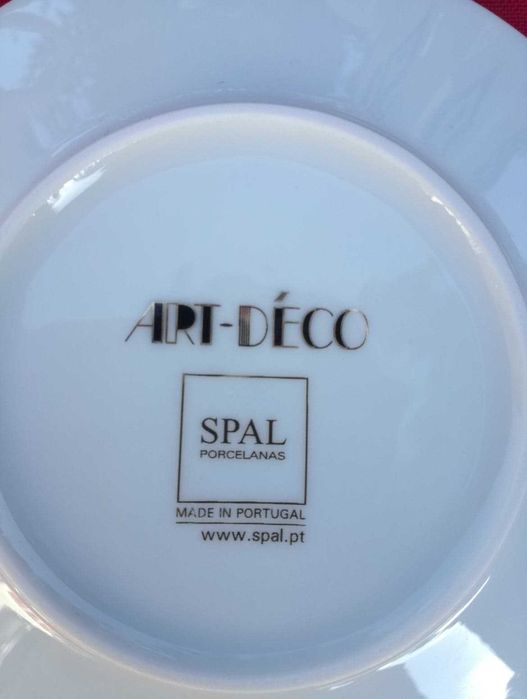 ART-DÉCO
SPAL
PORCELANAS
MADE IN PORTUGAL
www.spal.pt